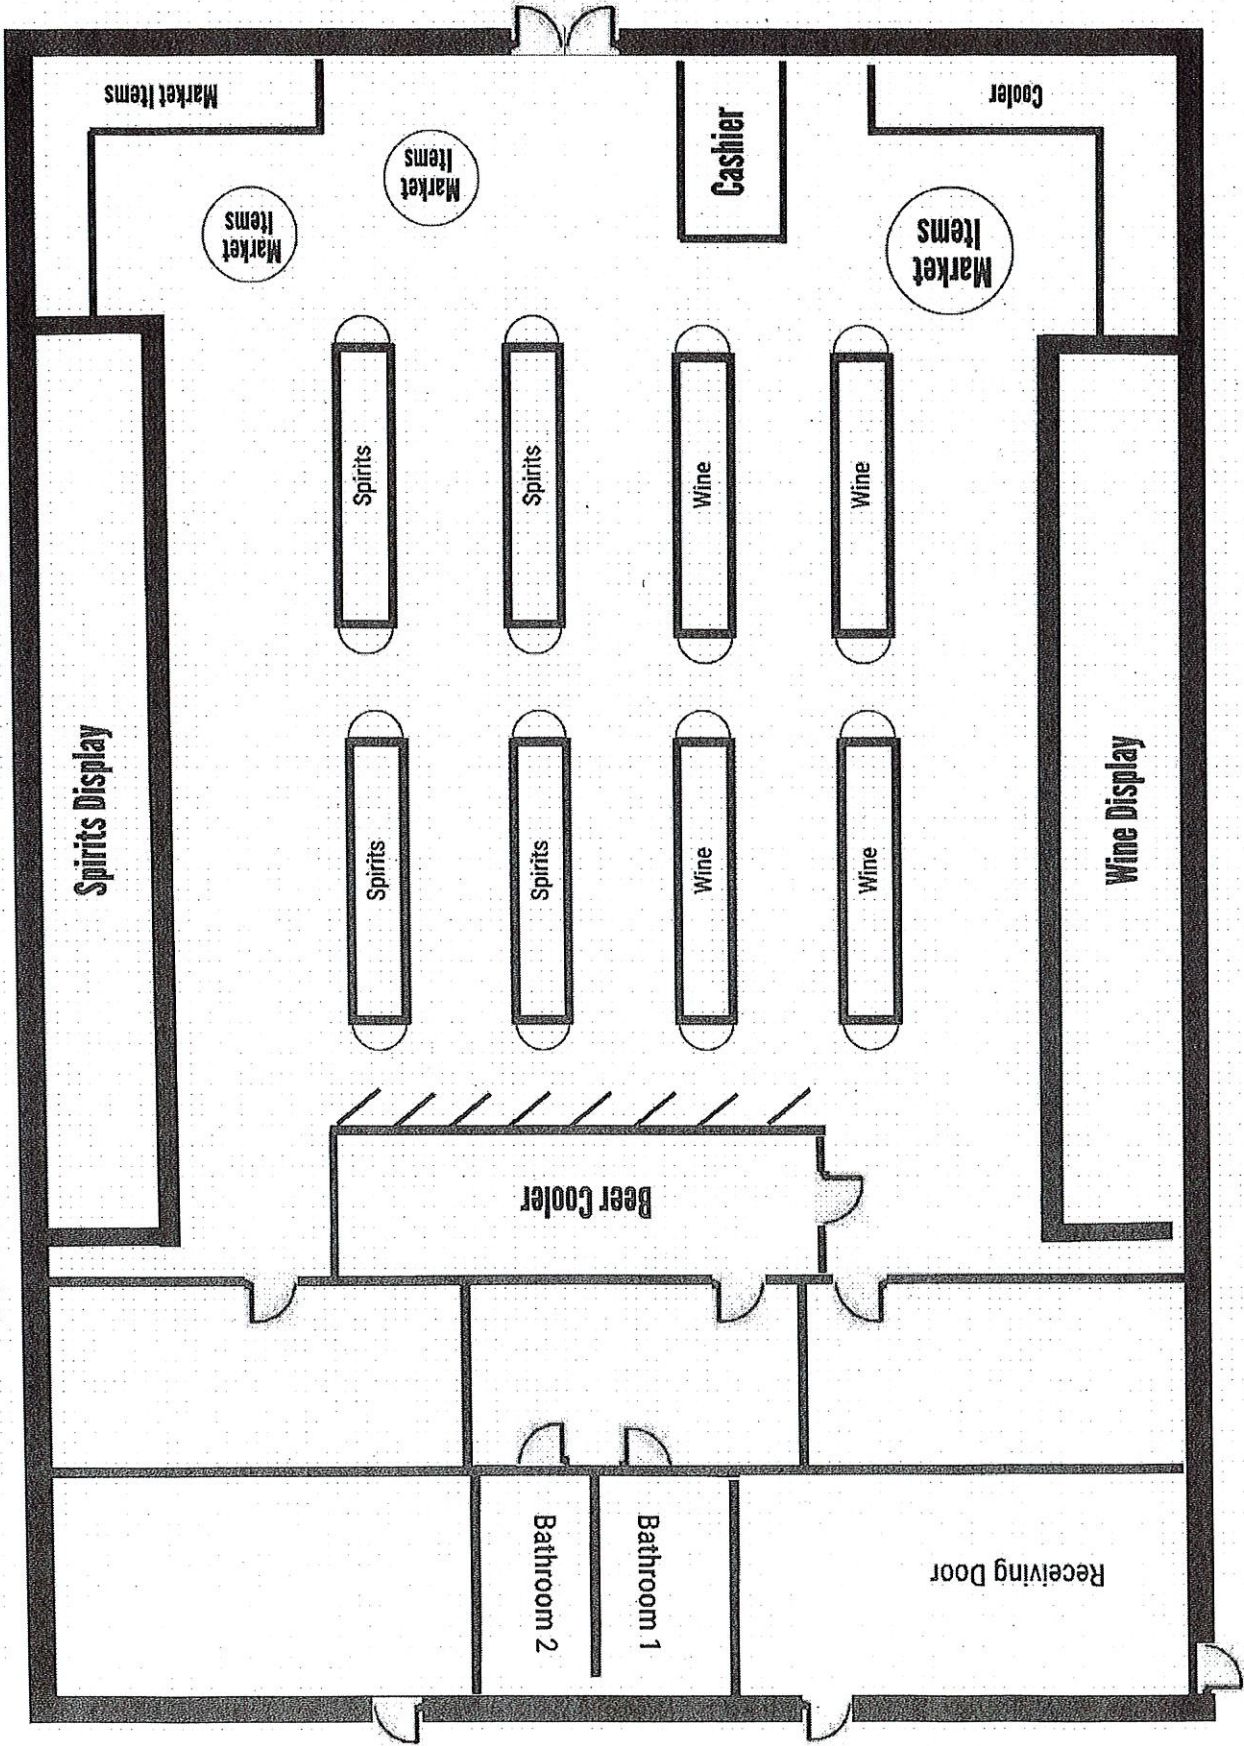 Market Items
Cooler
Cashier
Market
Items
Market
Items
Market
Items
Spirits
Spirits
Wine
Wine
Spirits Display
Wine Display
Spirits
Spirits
Wine
Wine
Beer Cooler
Bathroom 2
Bathroom 1
Receiving Door